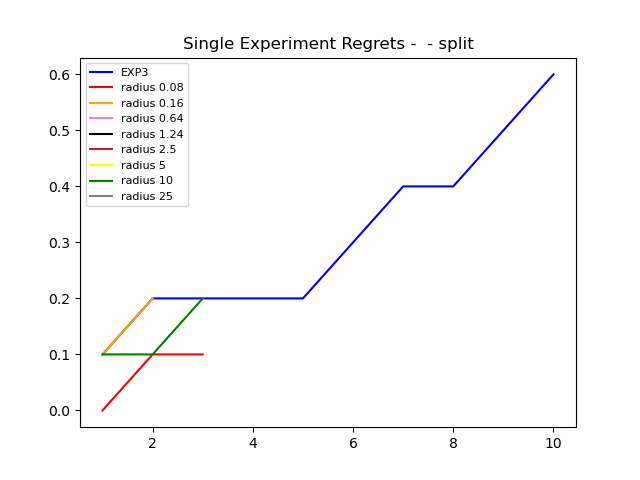 Single Experiment Regrets -  - split
EXP3
radius 0.08
radius 0.16
radius 0.64
radius 1.24
radius 2.5
radius 5
radius 10
radius 25
0.6
0.5
0.4
0.3
0.2
0.1
0.0
2 4 6 8 10